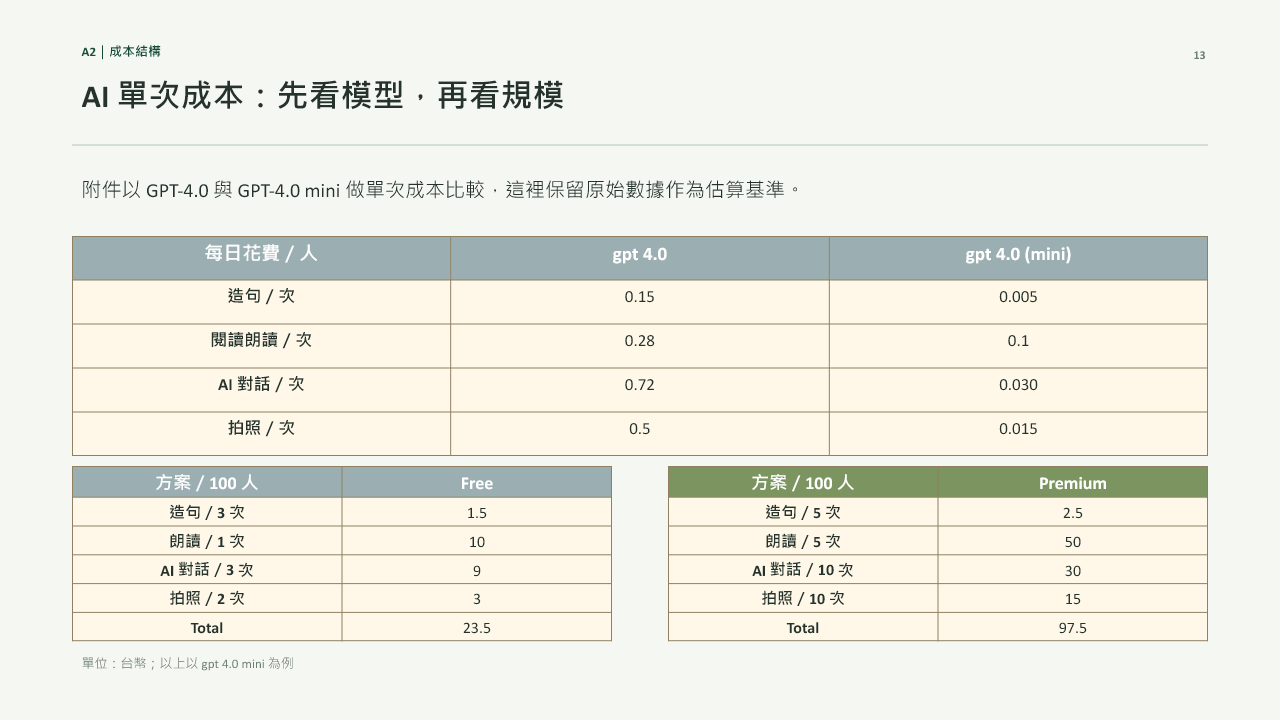 A2｜成本結構
13
AI 單次成本：先看模型，再看規模
附件以 GPT-4.0 與 GPT-4.0 mini 做單次成本比較，這裡保留原始數據作為估算基準。
每日花費 / 人 gpt 4.0 gpt 4.0 (mini)
造句 / 次 0.15 0.005
閱讀朗讀 / 次 0.28 0.1
AI 對話 / 次 0.72 0.030
拍照 / 次 0.5 0.015
方案 / 100 人 Free
造句 / 3 次 1.5
朗讀 / 1 次 10
AI 對話 / 3 次 9
拍照 / 2 次 3
Total 23.5
方案 / 100 人 Premium
造句 / 5 次 2.5
朗讀 / 5 次 50
AI 對話 / 10 次 30
拍照 / 10 次 15
Total 97.5
單位：台幣；以上以 gpt 4.0 mini 為例